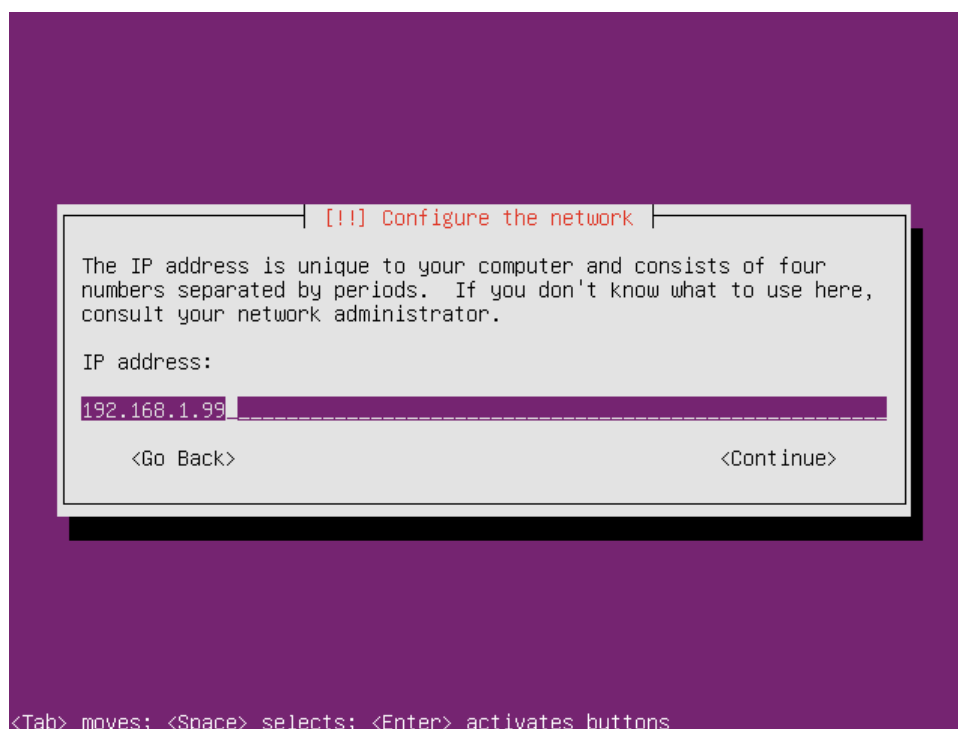 [!!] Configure the network
The IP address is unique to your computer and consists of four
numbers separated by periods.  If you don't know what to use here,
consult your network administrator.
IP address:
192.168.1.99
<Go Back> <Continue>
<Tab> moves; <Space> selects; <Enter> activates buttons